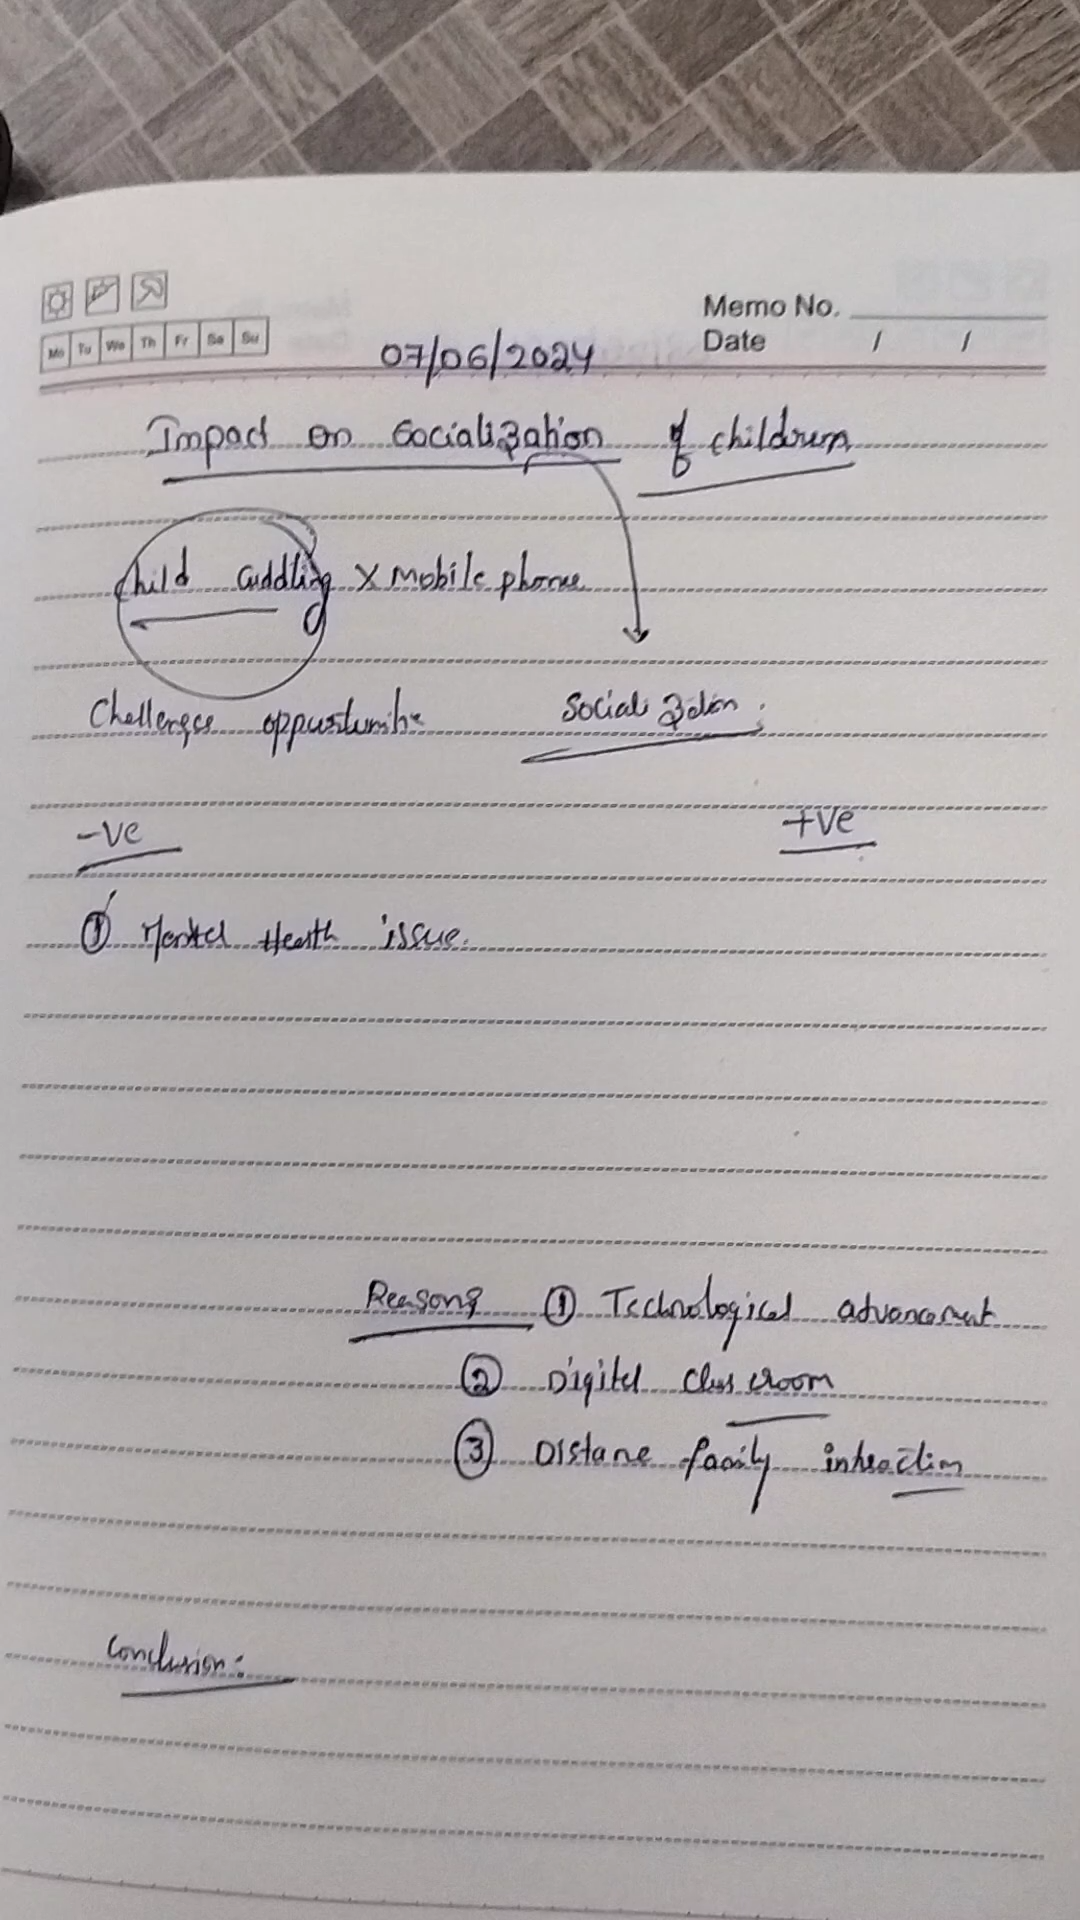 Memo No.
Mo Tu We Th Fr Sa Su
Date / /
07/06/2024
Impact on Socialization of children
Child Cuddling X Mobile phone
Challenges opportunitie Socialization.
-ve +ve
① Mental Health issue.
Reasons ① Technological advancement
② Digital Class room
③ Distane family interaction
Conclusion: